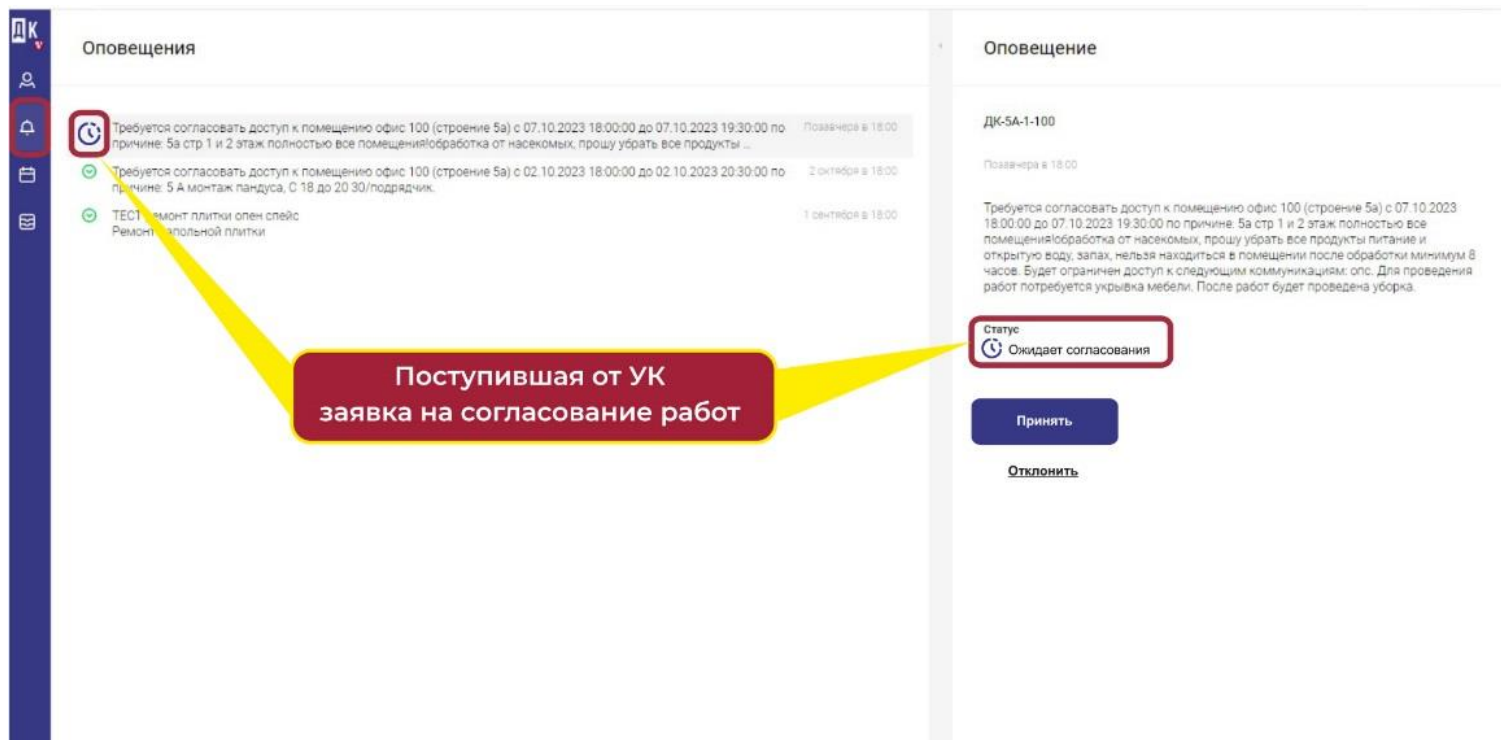 ДК
v
Оповещения
Требуется согласовать доступ к помещению офис 100 (строение 5а) с 07.10.2023 18:00:00 до 07.10.2023 19:30:00 по
причине: 5а стр 1 и 2 этаж полностью все помещения!обработка от насекомых, прошу убрать все продукты ...
Позавчера в 18:00
Требуется согласовать доступ к помещению офис 100 (строение 5а) с 02.10.2023 18:00:00 до 02.10.2023 20:30:00 по
причине: 5 А монтаж пандуса, С 18 до 20 30/подрядчик.
2 октября в 18:00
ТЕСТ емонт плитки опен спейс
Ремонт апольной плитки
1 сентября в 18:00
Поступившая от УК
заявка на согласование работ
Оповещение
ДК-5А-1-100
Позавчера в 18:00
Требуется согласовать доступ к помещению офис 100 (строение 5а) с 07.10.2023
18:00:00 до 07.10.2023 19:30:00 по причине: 5а стр 1 и 2 этаж полностью все
помещения!обработка от насекомых, прошу убрать все продукты питание и
открытую воду, запах, нельзя находиться в помещении после обработки минимум 8
часов. Будет ограничен доступ к следующим коммуникациям: опс. Для проведения
работ потребуется укрывка мебели. После работ будет проведена уборка.
Статус
Ожидает согласования
Принять
Отклонить